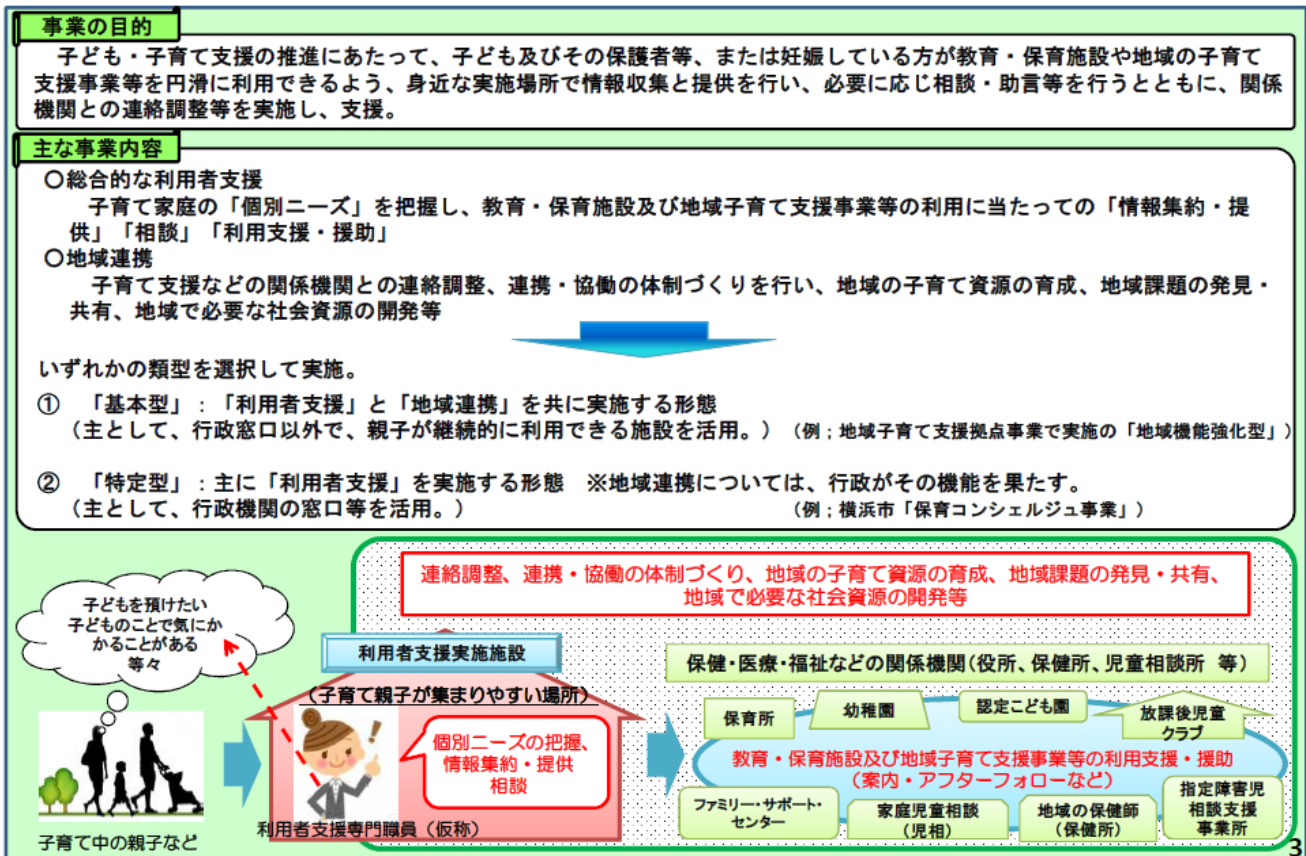 事業の目的
子ども・子育て支援の推進にあたって、子ども及びその保護者等、または妊娠している方が教育・保育施設や地域の子育て
支援事業等を円滑に利用できるよう、身近な実施場所で情報収集と提供を行い、必要に応じ相談・助言等を行うとともに、関係
機関との連絡調整等を実施し、支援。
主な事業内容
〇総合的な利用者支援
子育て家庭の「個別ニーズ」を把握し、教育・保育施設及び地域子育て支援事業等の利用に当たっての「情報集約・提
供」「相談」「利用支援・援助」
〇地域連携
子育て支援などの関係機関との連絡調整、連携・協働の体制づくりを行い、地域の子育て資源の育成、地域課題の発見・
共有、地域で必要な社会資源の開発等
いずれかの類型を選択して実施。
① 「基本型」：「利用者支援」と「地域連携」を共に実施する形態
（主として、行政窓口以外で、親子が継続的に利用できる施設を活用。）（例；地域子育て支援拠点事業で実施の「地域機能強化型」）
② 「特定型」：主に「利用者支援」を実施する形態 ※地域連携については、行政がその機能を果たす。
（主として、行政機関の窓口等を活用。） （例；横浜市「保育コンシェルジュ事業」）
連絡調整、連携・協働の体制づくり、地域の子育て資源の育成、地域課題の発見・共有、
地域で必要な社会資源の開発等
子どもを預けたい
子どものことで気にか
かることがある
等々
子育て中の親子など
利用者支援実施施設
（子育て親子が集まりやすい場所）
個別ニーズの把握、
情報集約・提供
相談
利用者支援専門職員（仮称）
保健・医療・福祉などの関係機関（役所、保健所、児童相談所 等）
保育所
幼稚園
認定こども園
放課後児童
クラブ
教育・保育施設及び地域子育て支援事業等の利用支援・援助
（案内・アフターフォローなど）
ファミリー・サポート・
センター
家庭児童相談
（児相）
地域の保健師
（保健所）
指定障害児
相談支援
事業所
3